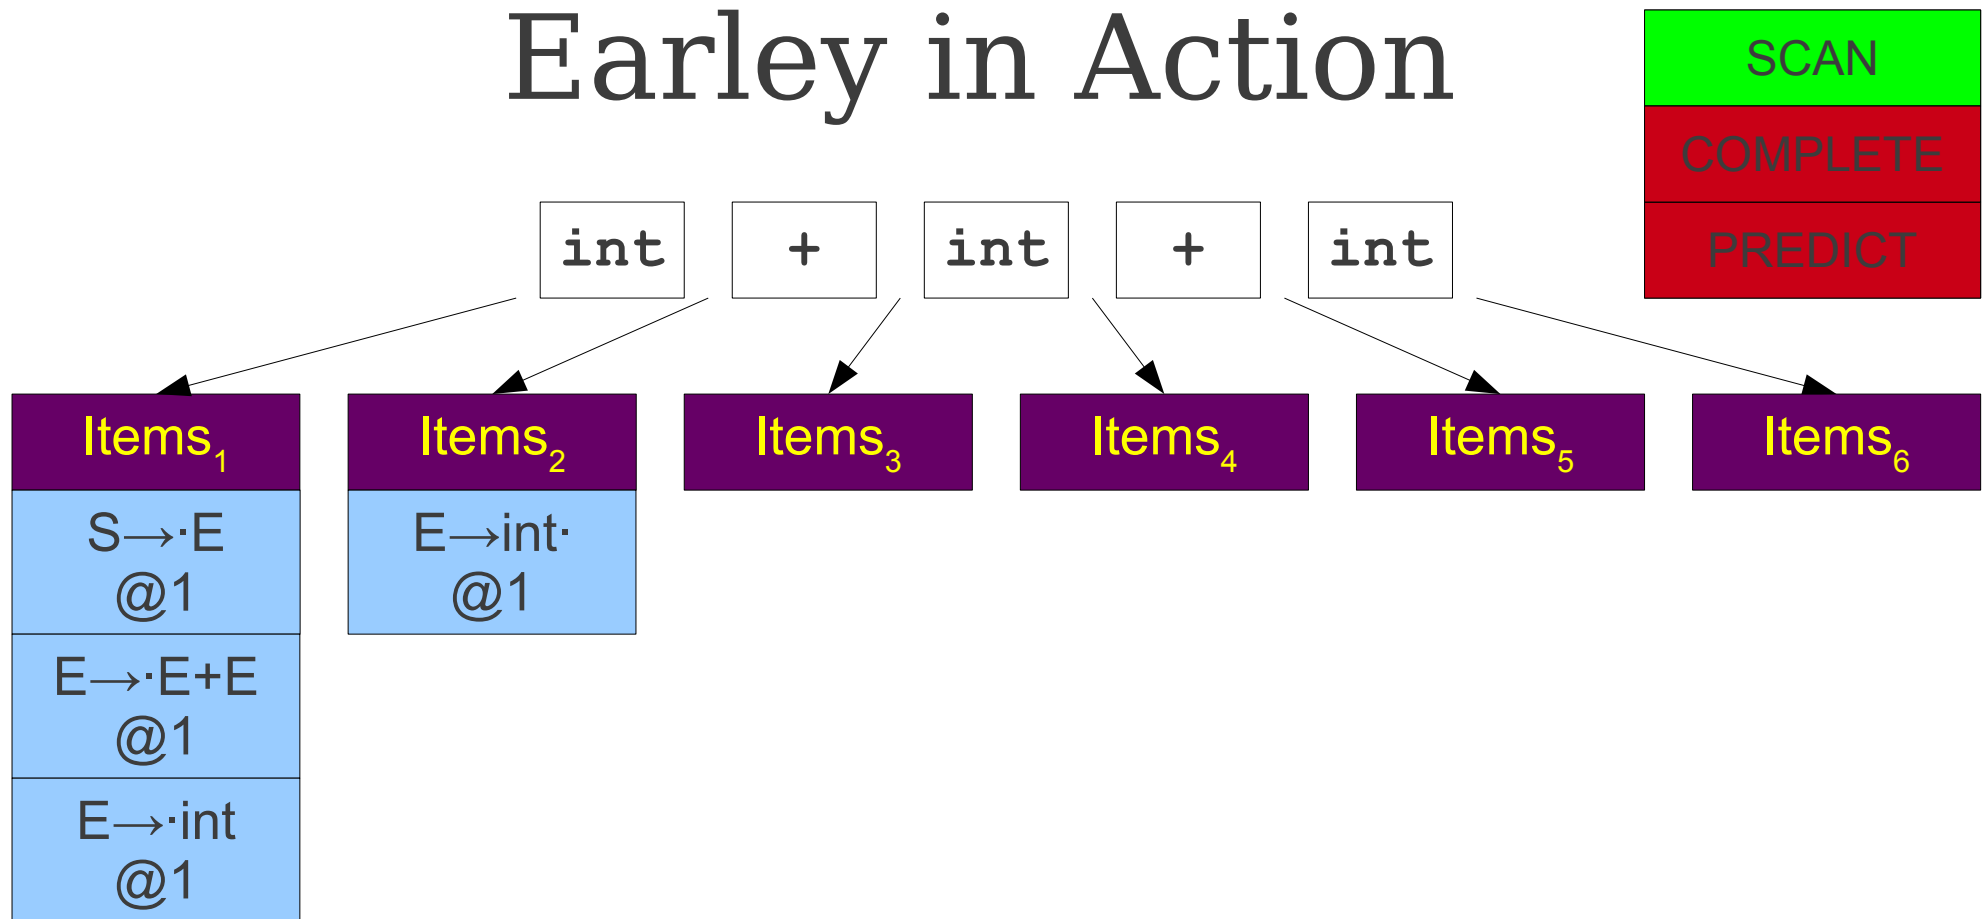 Earley in Action
SCAN
COMPLETE
PREDICT
int + int + int
Items₁ Items₂ Items₃ Items₄ Items₅ Items₆
S→·E E→int·
@1 @1
E→·E+E
@1
E→·int
@1